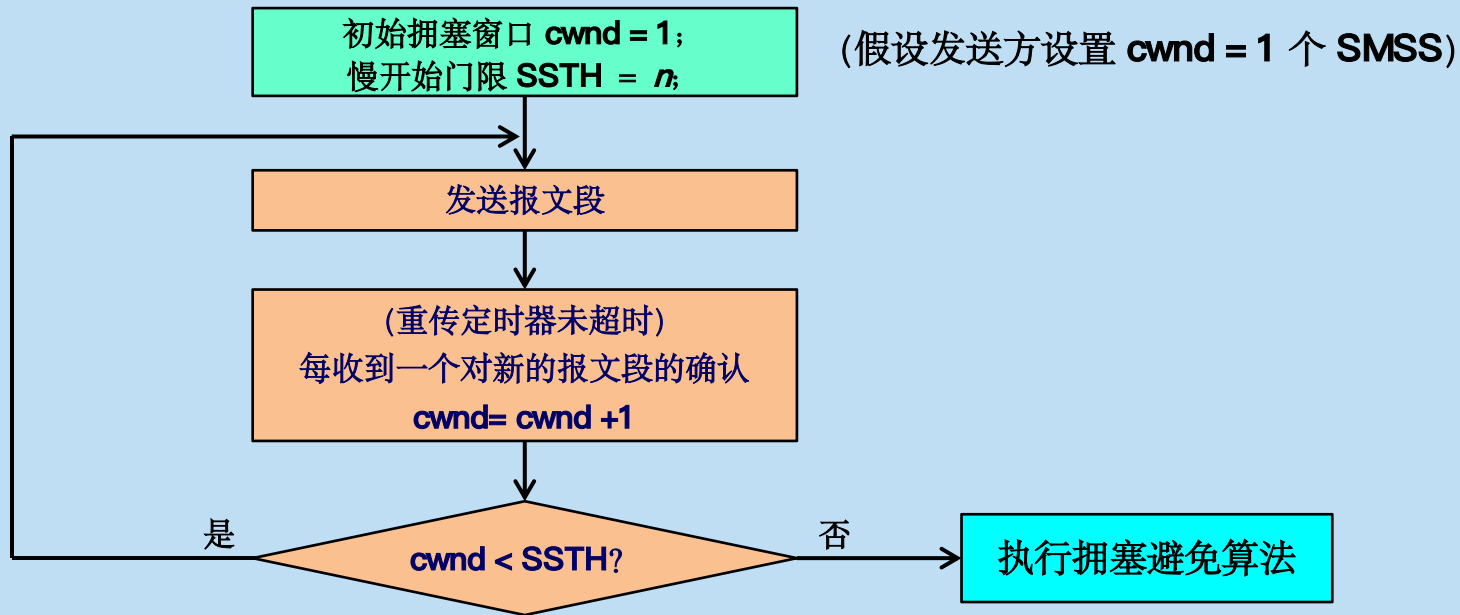 初始拥塞窗口 cwnd = 1；
慢开始门限 SSTH = n；
(假设发送方设置 cwnd = 1 个 SMSS)
发送报文段
(重传定时器未超时)
每收到一个对新的报文段的确认
cwnd= cwnd +1
是
cwnd < SSTH？
否
执行拥塞避免算法